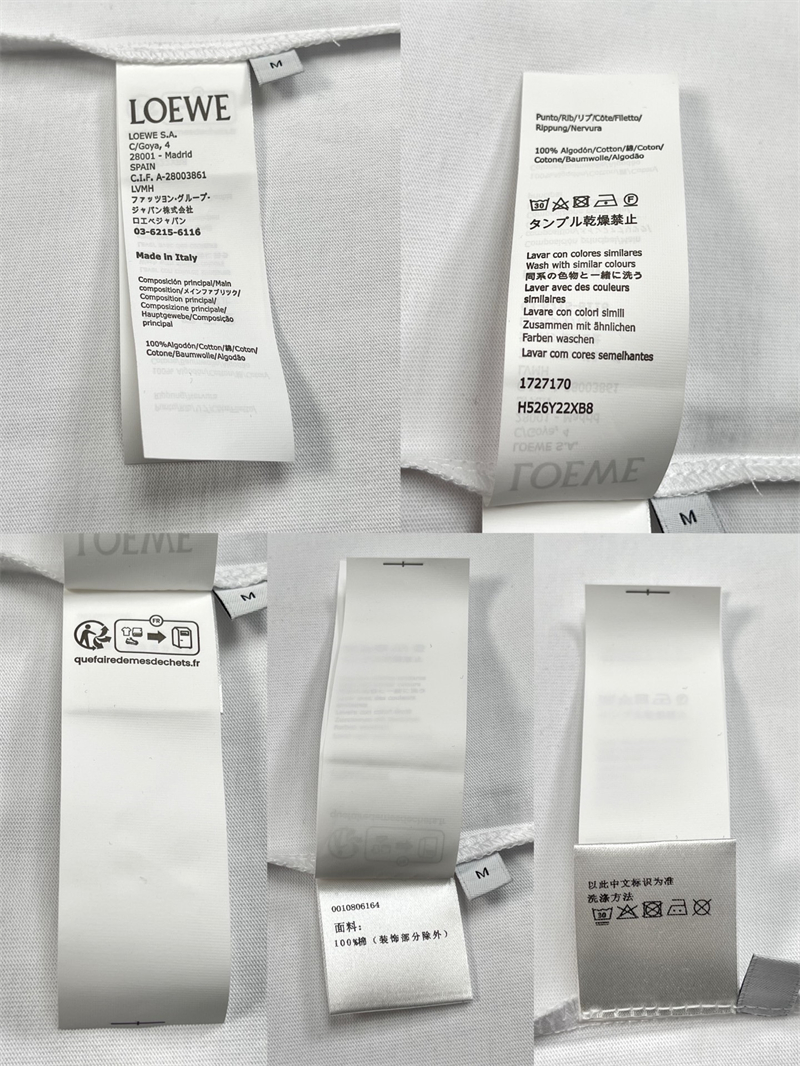 M
LOEWE
LOEWE S.A.
C/Goya, 4
28001 - Madrid
SPAIN
C.I.F. A-28003861
LVMH
ファッツヨン·グループ·
ジャパン株式会社
ロエベジャパン
03-6215-6116
Made in Italy
Composición principal/Main
composition/メインファブリック/
Composition principal/
Composizione principale/
Hauptgewebe/Composição
principal
100%Algodón/Cotton/綿/Coton/
Cotone/Baumwolle/Algodão
Punto/Rib/リブ/Côte/Filetto/
Rippung/Nervura
100% Algodón/Cotton/綿/Coton/
Cotone/Baumwolle/Algodão
30
F
タンブル乾燥禁止
Lavar con colores similares
Wash with similar colours
同系の色物と一緒に洗う
Laver avec des couleurs
similaires
Lavare con colori simili
Zusammen mit ähnlichen
Farben waschen
Lavar com cores semelhantes
1727170
H526Y22XB8
LOEWE
M
LOEWE
M
FR
quefairedemesdechets.fr
M
0010806164
面料:
100%棉(装饰部分除外)
以此中文标识为准
洗涤方法
30